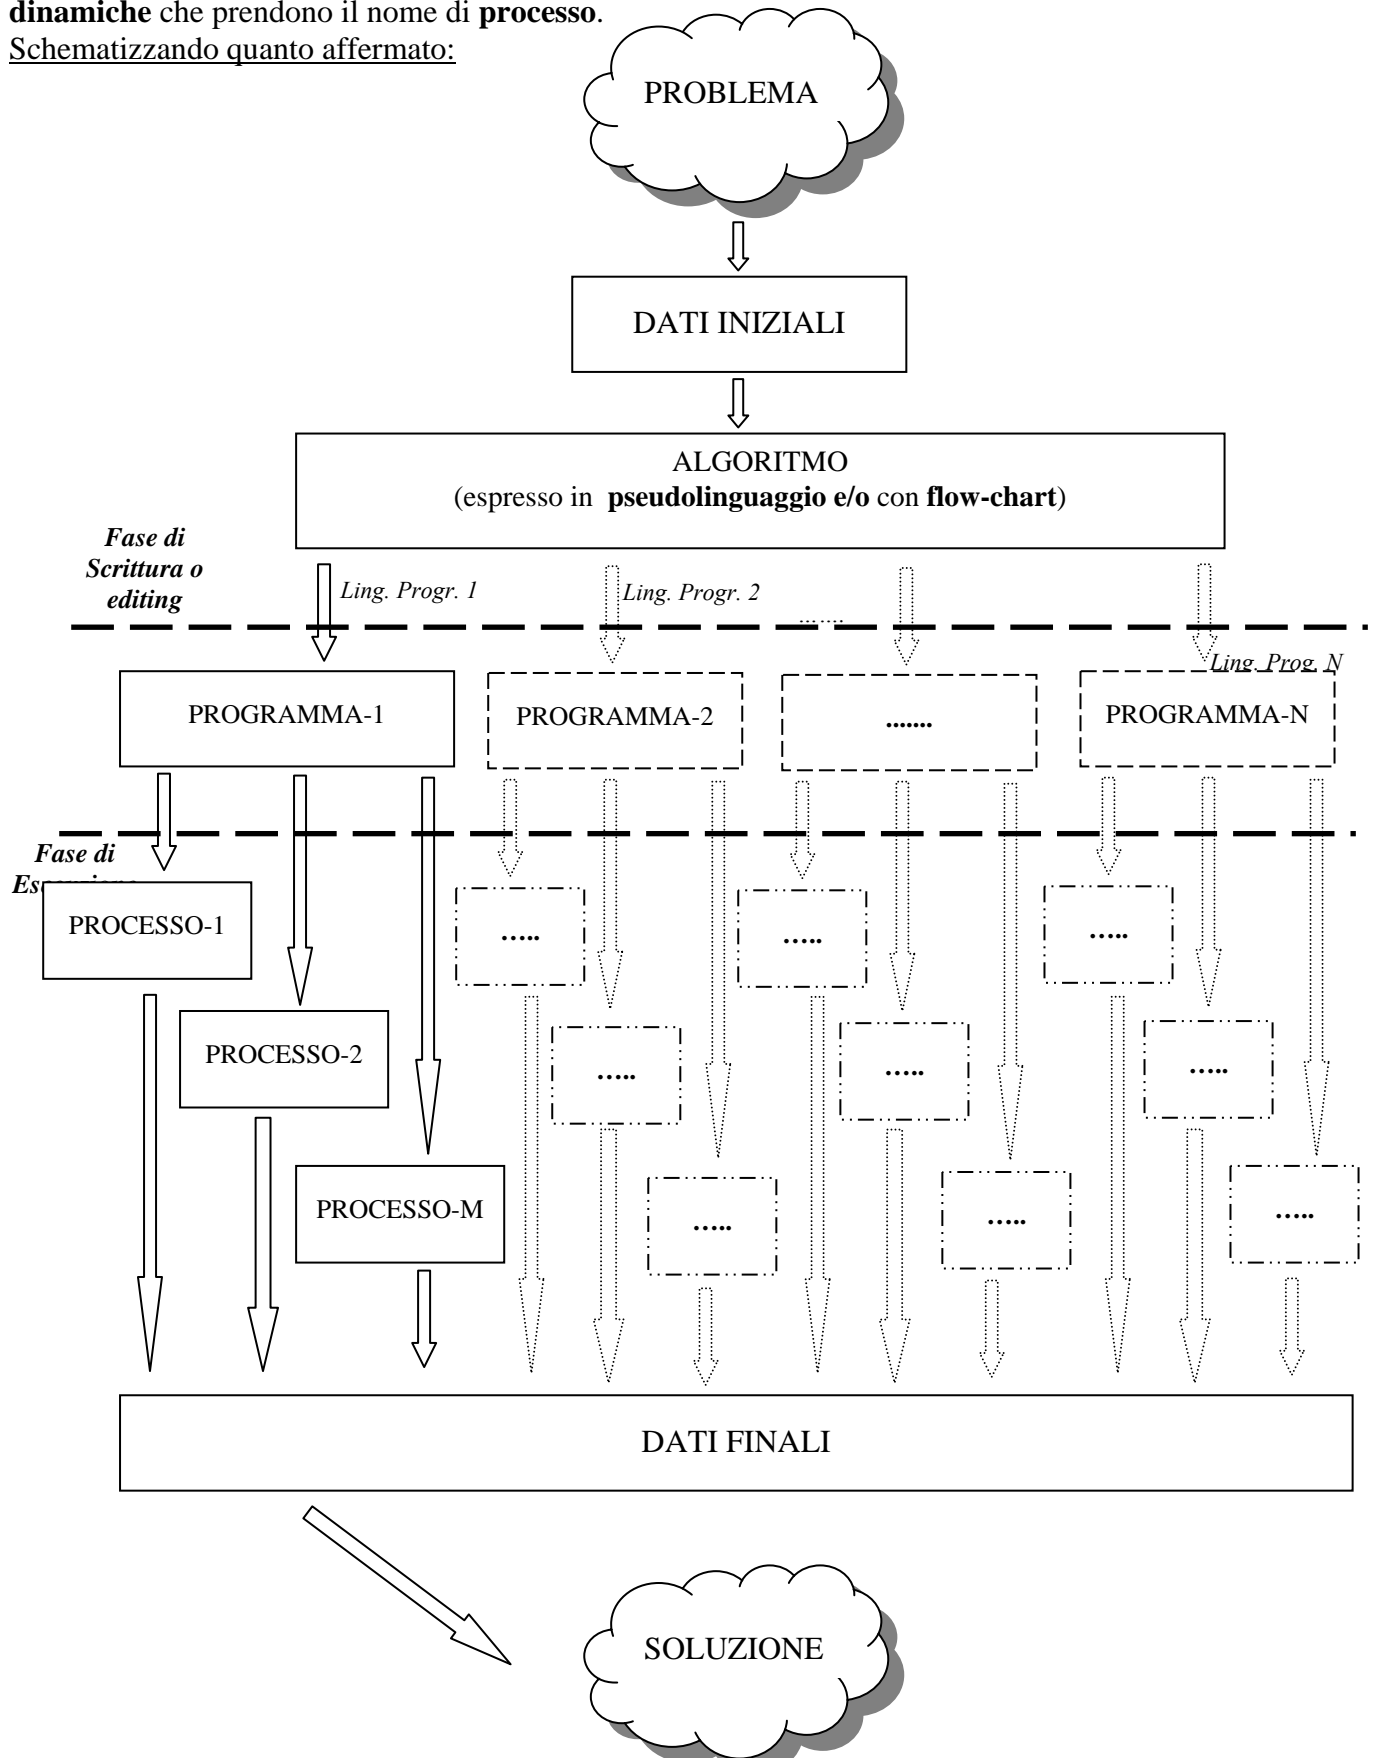 dinamiche che prendono il nome di processo.
Schematizzando quanto affermato:
PROBLEMA
DATI INIZIALI
ALGORITMO
(espresso in pseudolinguaggio e/o con flow-chart)
Fase di
Scrittura o
editing
Ling. Progr. 1
Ling. Progr. 2
......
Ling. Prog. N
PROGRAMMA-1
PROGRAMMA-2
.......
PROGRAMMA-N
Fase di
PROCESSO-1
.....
.....
.....
PROCESSO-2
.....
.....
.....
PROCESSO-M
.....
.....
.....
DATI FINALI
SOLUZIONE